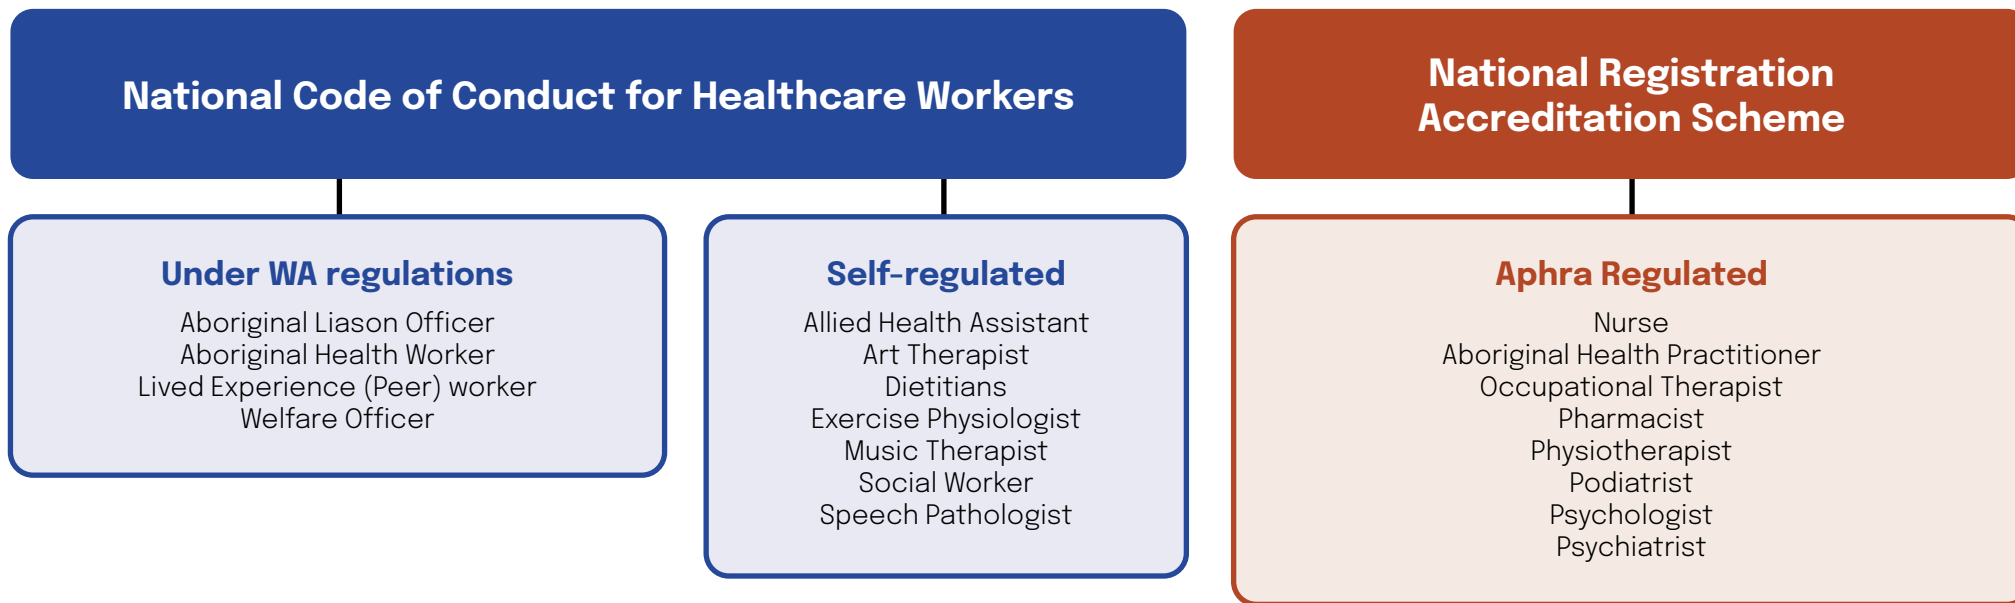 National Code of Conduct for Healthcare Workers
Under WA regulations
Aboriginal Liason Officer
Aboriginal Health Worker
Lived Experience (Peer) worker
Welfare Officer
Self-regulated
Allied Health Assistant
Art Therapist
Dietitians
Exercise Physiologist
Music Therapist
Social Worker
Speech Pathologist
National Registration
Accreditation Scheme
Aphra Regulated
Nurse
Aboriginal Health Practitioner
Occupational Therapist
Pharmacist
Physiotherapist
Podiatrist
Psychologist
Psychiatrist